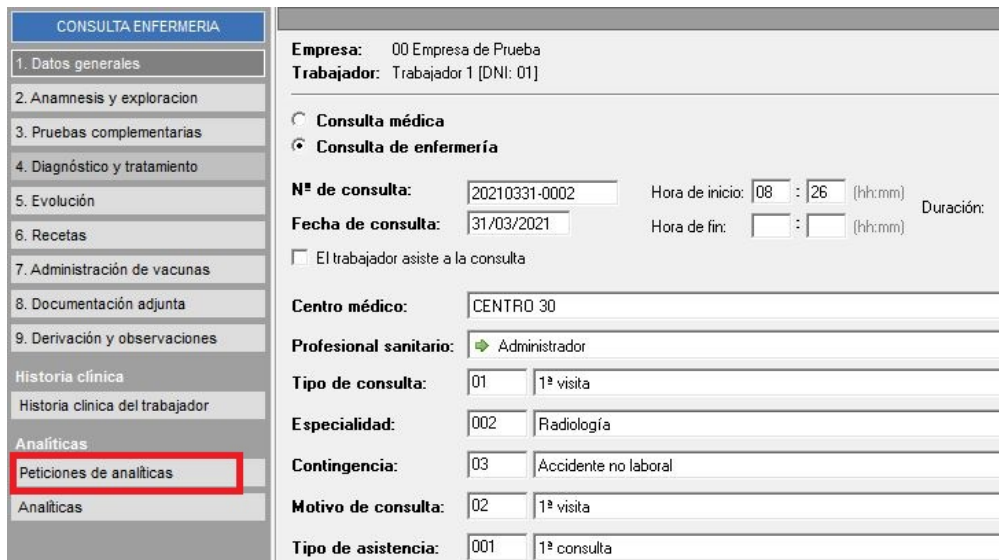 CONSULTA ENFERMERIA
1. Datos generales
2. Anamnesis y exploracion
3. Pruebas complementarias
4. Diagnóstico y tratamiento
5. Evolución
6. Recetas
7. Administración de vacunas
8. Documentación adjunta
9. Derivación y observaciones
Historia clínica
Historia clinica del trabajador
Analíticas
Peticiones de analíticas
Analíticas
Empresa: 00 Empresa de Prueba
Trabajador: Trabajador 1 [DNI: 01]
Consulta médica
Consulta de enfermería
Nº de consulta: 20210331-0002 Hora de inicio: 08 : 26 (hh:mm) Duración:
Fecha de consulta: 31/03/2021 Hora de fin: : (hh:mm)
El trabajador asiste a la consulta
Centro médico: CENTRO 30
Profesional sanitario: Administrador
Tipo de consulta: 01 1ª visita
Especialidad: 002 Radiología
Contingencia: 03 Accidente no laboral
Motivo de consulta: 02 1ª visita
Tipo de asistencia: 001 1ª consulta